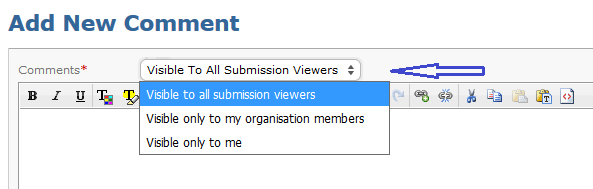 Add New Comment
Comments* Visible To All Submission Viewers
Visible to all submission viewers
B I U T T
Visible only to my organisation members
Visible only to me